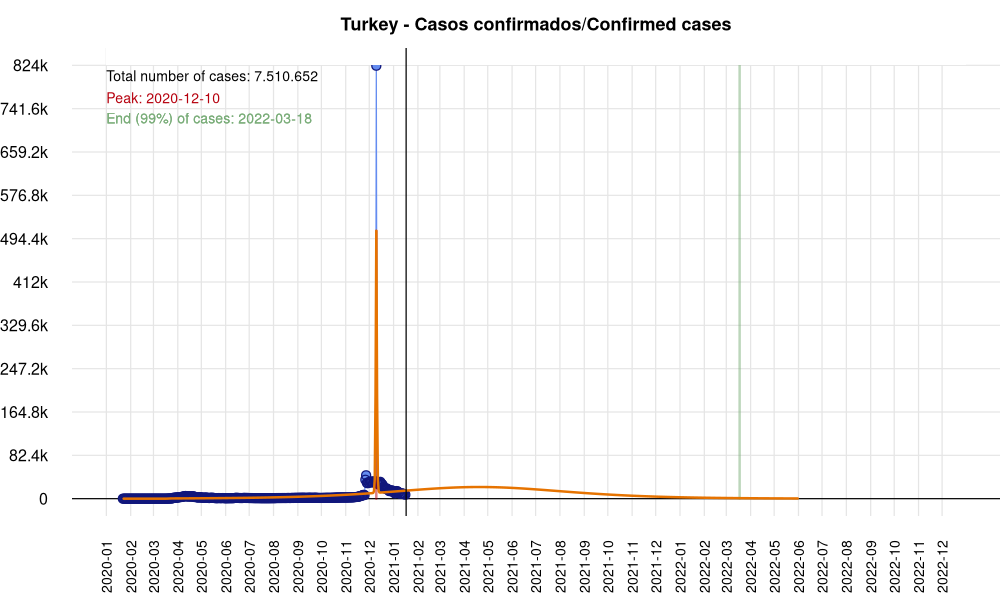 Turkey - Casos confirmados/Confirmed cases
824k
741.6k
659.2k
576.8k
494.4k
412k
329.6k
247.2k
164.8k
82.4k
0
Total number of cases: 7.510.652
Peak: 2020-12-10
End (99%) of cases: 2022-03-18
2020-01
2020-02
2020-03
2020-04
2020-05
2020-06
2020-07
2020-08
2020-09
2020-10
2020-11
2020-12
2021-01
2021-02
2021-03
2021-04
2021-05
2021-06
2021-07
2021-08
2021-09
2021-10
2021-11
2021-12
2022-01
2022-02
2022-03
2022-04
2022-05
2022-06
2022-07
2022-08
2022-09
2022-10
2022-11
2022-12